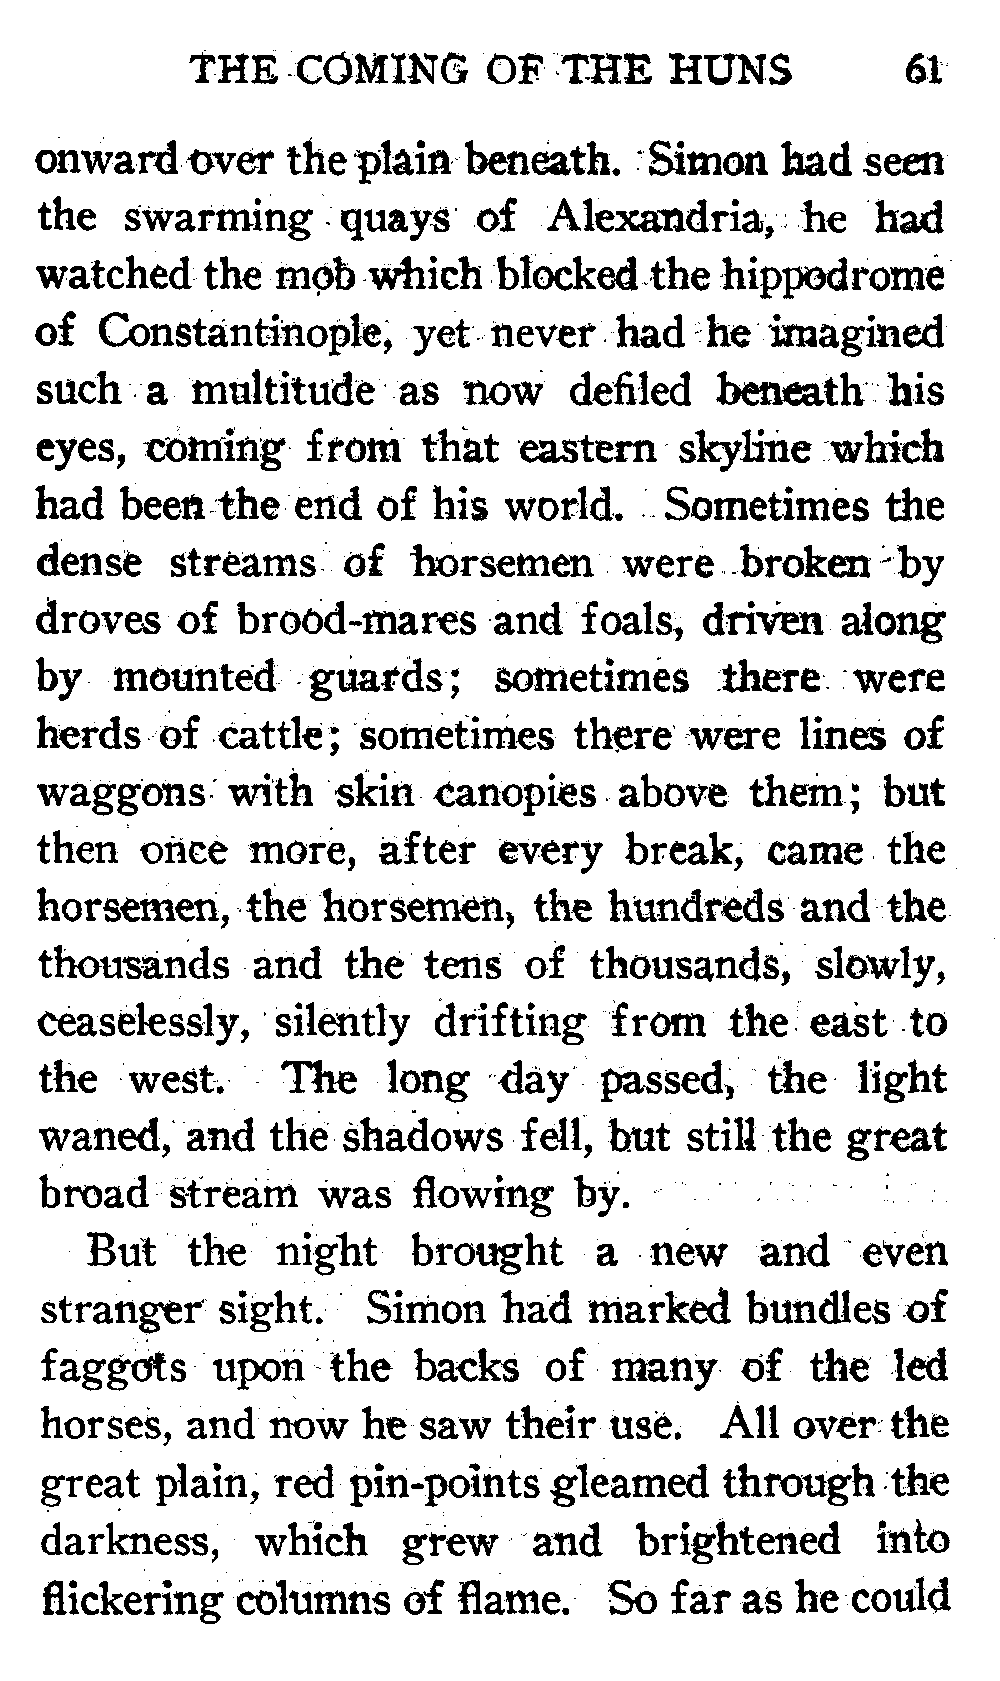 THE COMING OF THE HUNS 61
onward over the plain beneath. Simon had seen
the swarming quays of Alexandria, he had
watched the mob which blocked the hippodrome
of Constantinople, yet never had he imagined
such a multitude as now defiled beneath his
eyes, coming from that eastern skyline which
had been the end of his world. Sometimes the
dense streams of horsemen were broken by
droves of brood-mares and foals, driven along
by mounted guards; sometimes there were
herds of cattle; sometimes there were lines of
waggons with skin canopies above them; but
then once more, after every break, came the
horsemen, the horsemen, the hundreds and the
thousands and the tens of thousands, slowly,
ceaselessly, silently drifting from the east to
the west. The long day passed, the light
waned, and the shadows fell, but still the great
broad stream was flowing by.
But the night brought a new and even
stranger sight. Simon had marked bundles of
faggots upon the backs of many of the led
horses, and now he saw their use. All over the
great plain, red pin-points gleamed through the
darkness, which grew and brightened into
flickering columns of flame. So far as he could